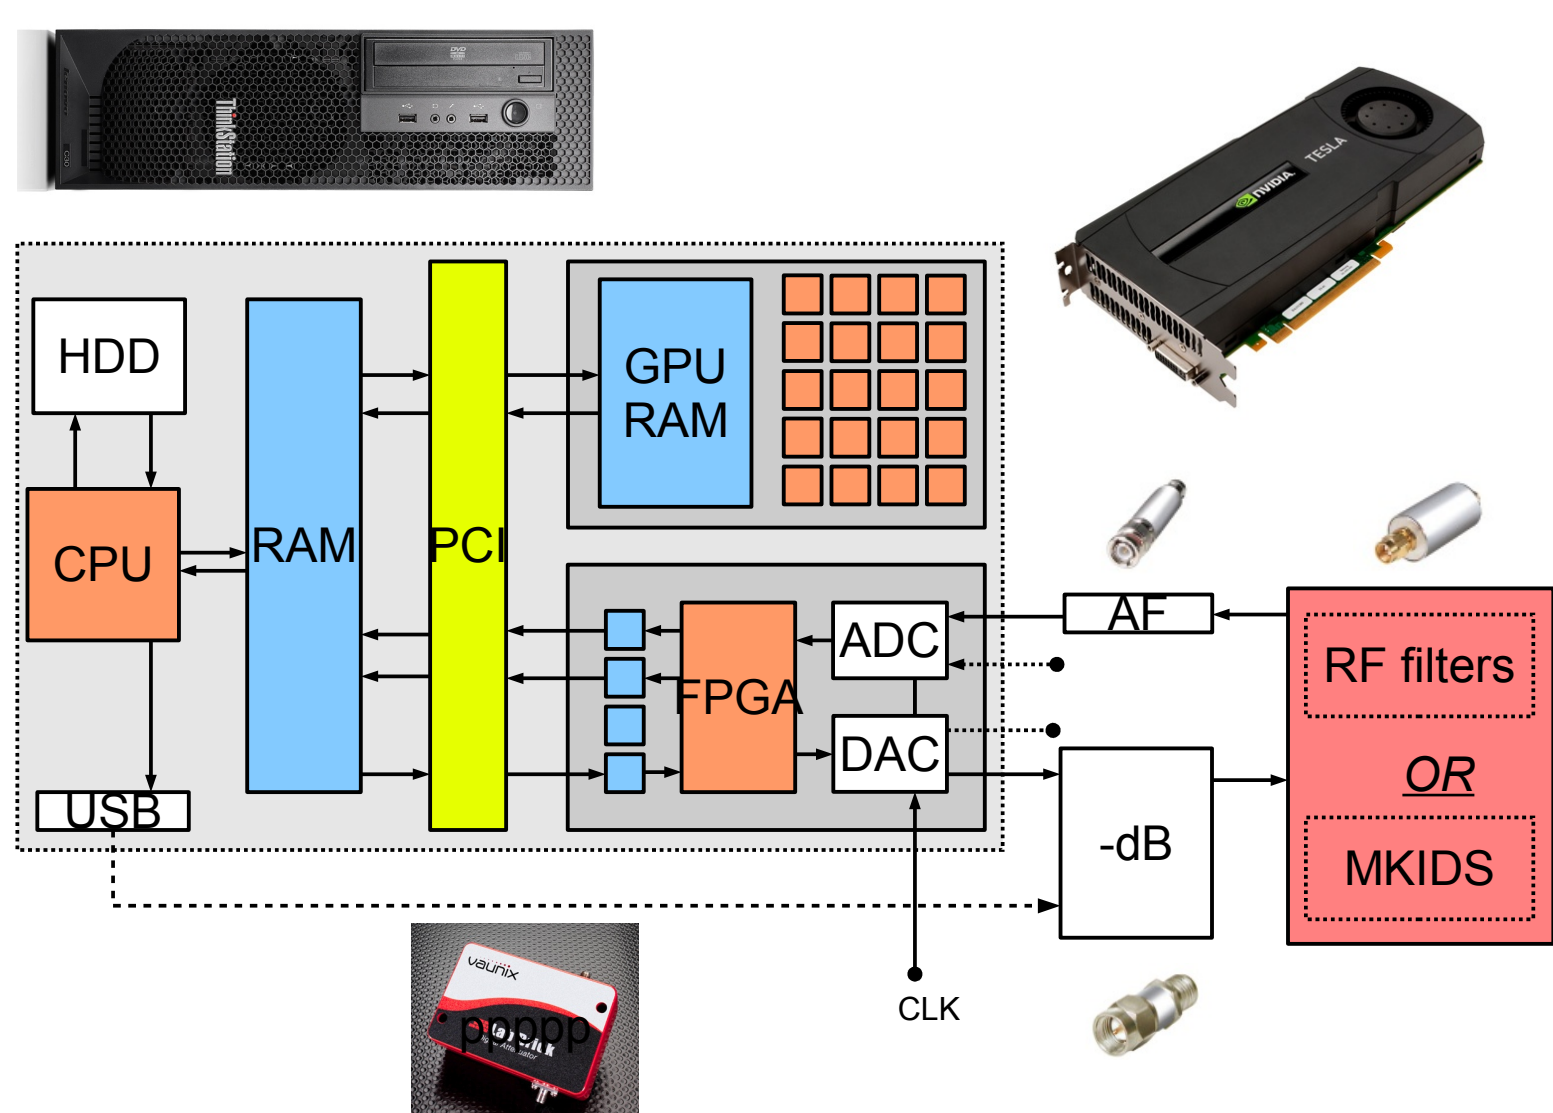 DVD
ThinkStation
C30
TESLA
NVIDIA.
HDD
GPU
RAM
CPU
RAM
PCI
AF
ADC
RF filters
FPGA
DAC
OR
USB
-dB
MKIDS
vaunix
CLK
ppppp